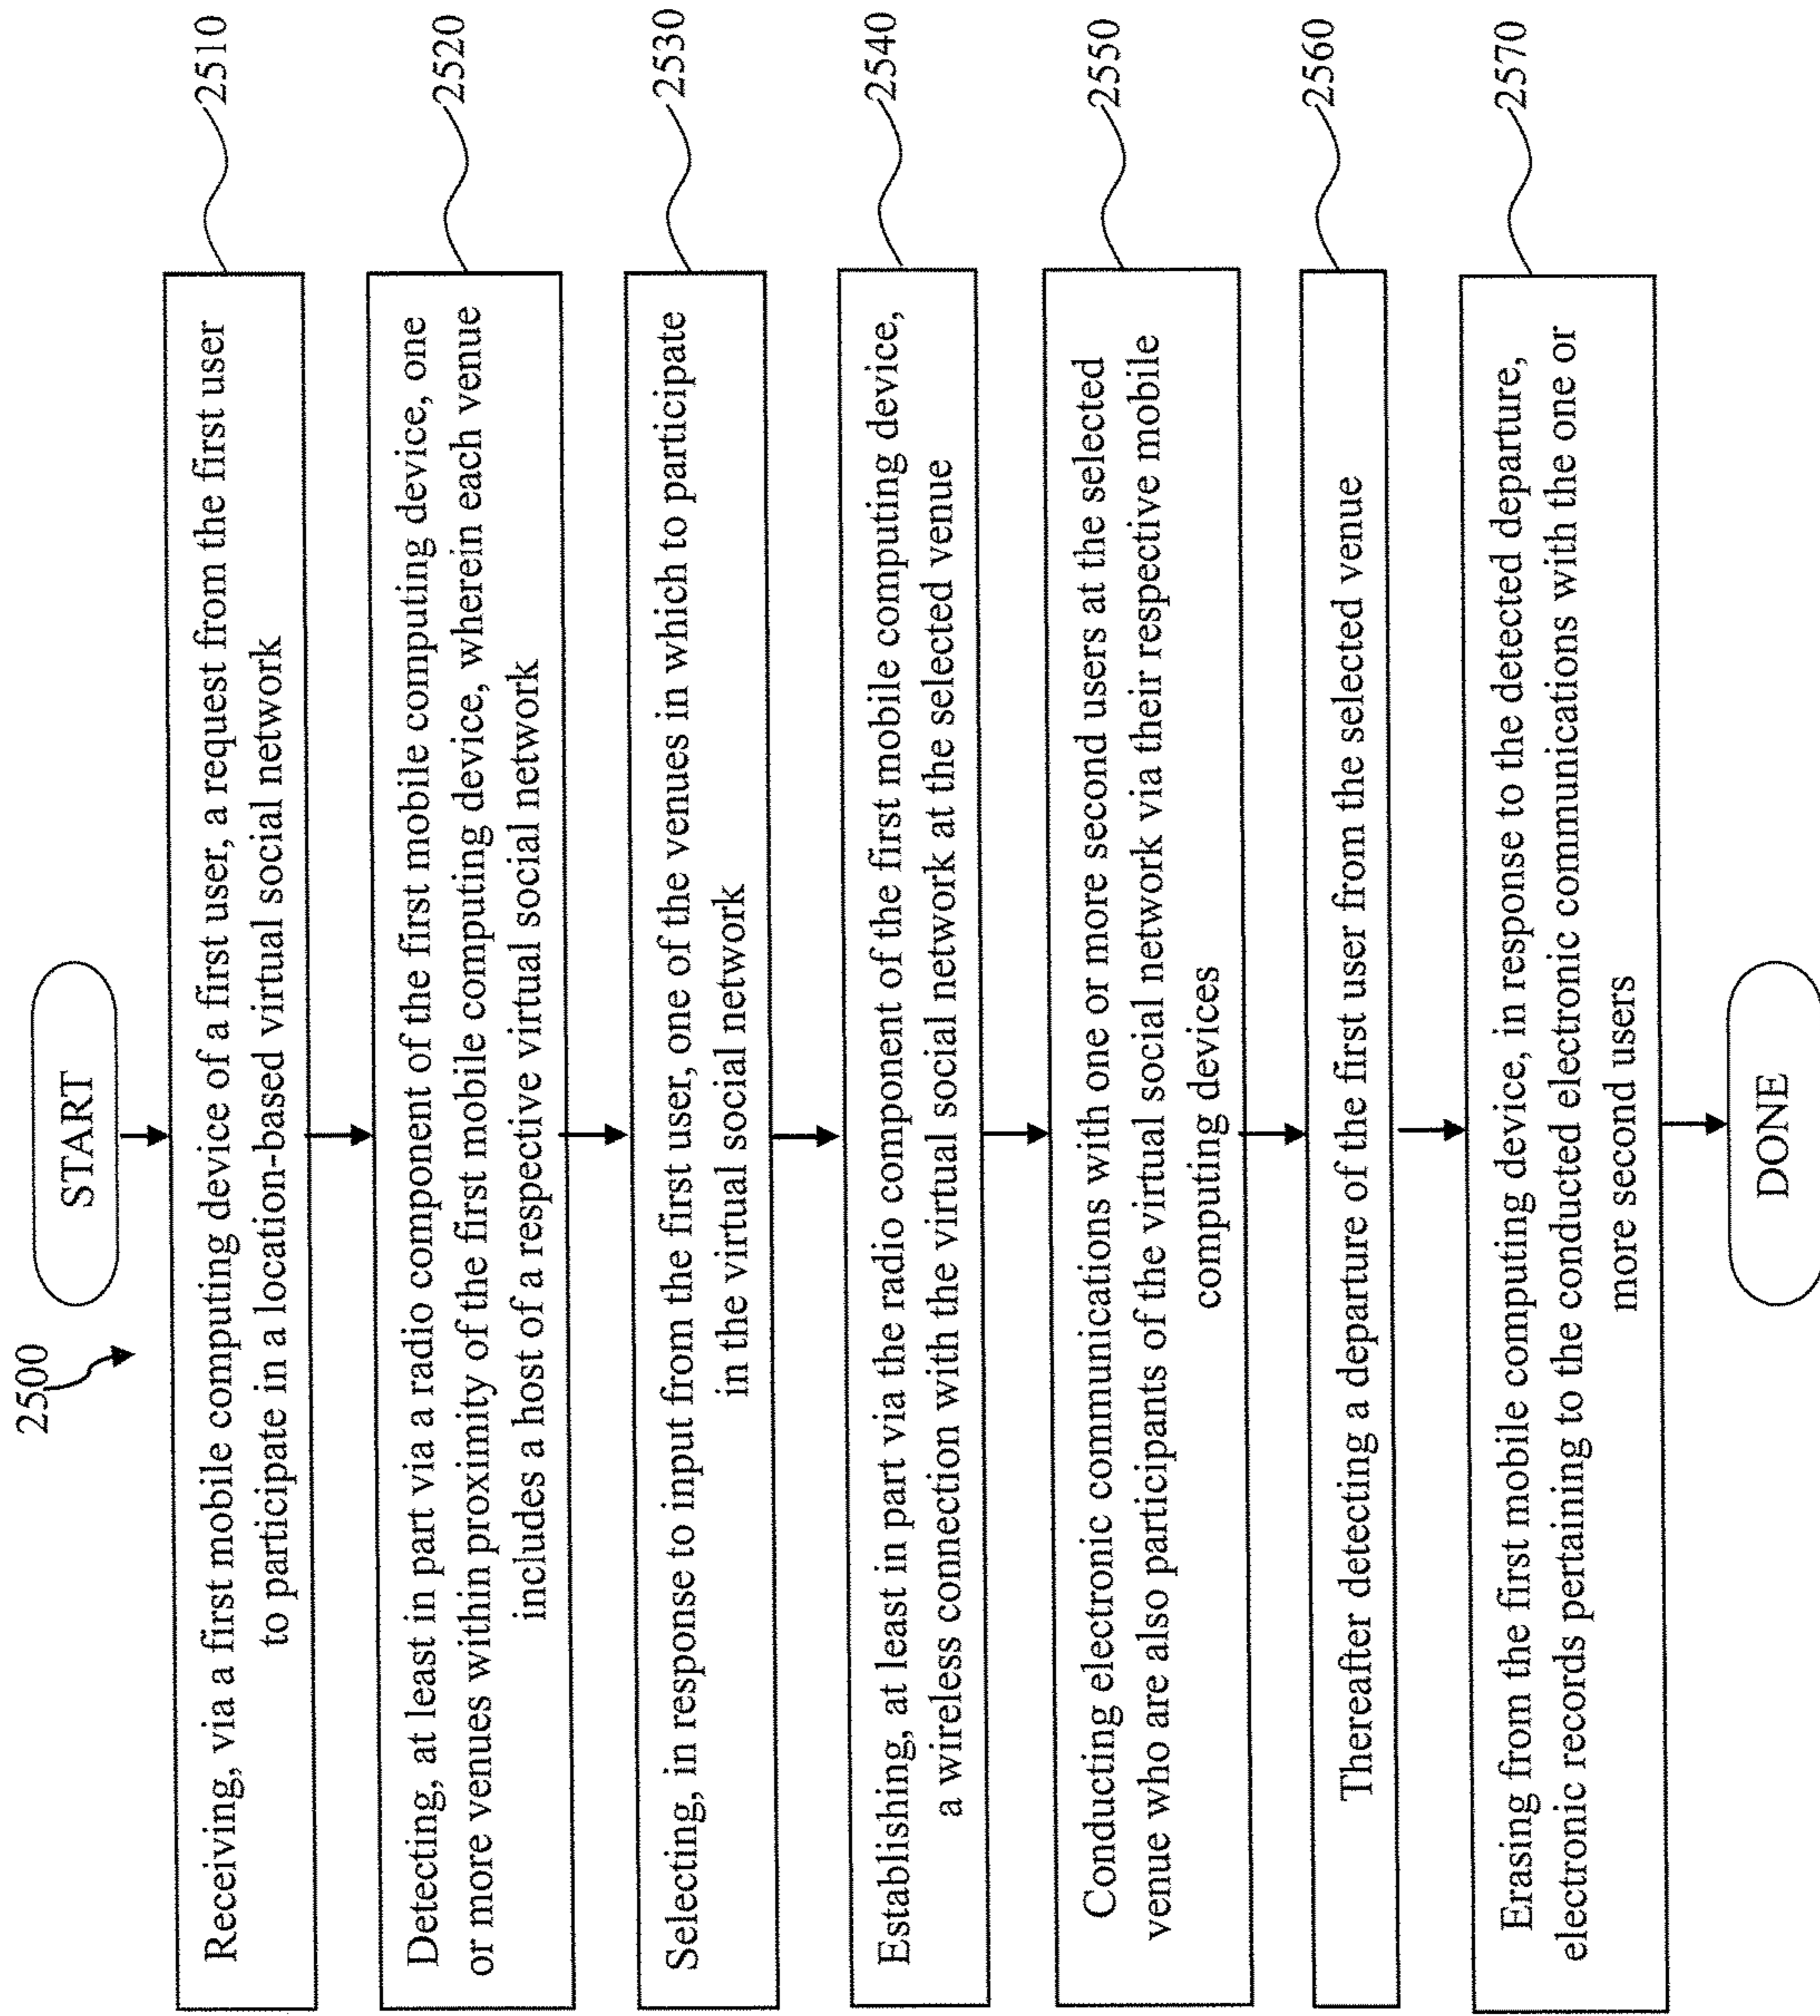 2500
START
Receiving, via a first mobile computing device of a first user, a request from the first user
to participate in a location-based virtual social network
2510
Detecting, at least in part via a radio component of the first mobile computing device, one
or more venues within proximity of the first mobile computing device, wherein each venue
includes a host of a respective virtual social network
2520
Selecting, in response to input from the first user, one of the venues in which to participate
in the virtual social network
2530
Establishing, at least in part via the radio component of the first mobile computing device,
a wireless connection with the virtual social network at the selected venue
2540
Conducting electronic communications with one or more second users at the selected
venue who are also participants of the virtual social network via their respective mobile
computing devices
2550
Thereafter detecting a departure of the first user from the selected venue
2560
Erasing from the first mobile computing device, in response to the detected departure,
electronic records pertaining to the conducted electronic communications with the one or
more second users
2570
DONE